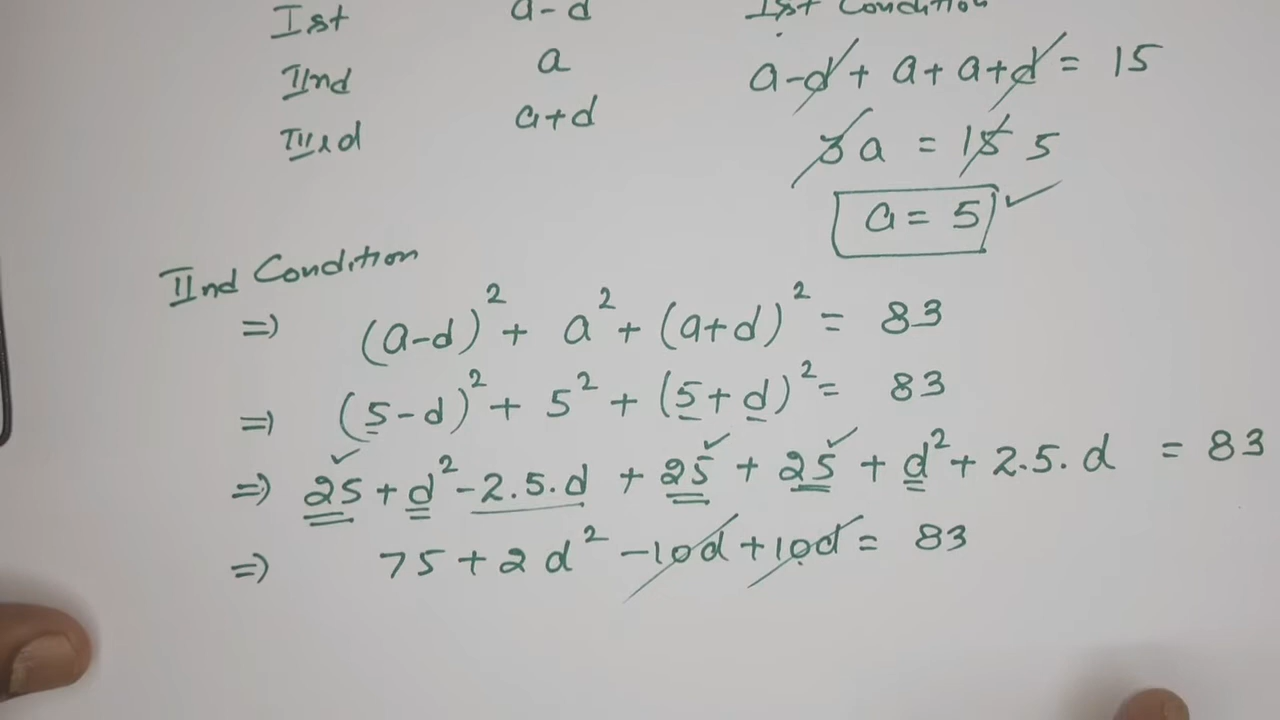 Ist a-d Ist Condition
IInd a a-d + a + a+d = 15
IIIrd a+d 3a = 15 5
a = 5 ✓
IInd Condition
=) (a-d)² + a² + (a+d)² = 83
=) (5-d)² + 5² + (5+d)² = 83
=) 25 + d² - 2.5.d + 25 + 25 + d² + 2.5.d = 83
=) 75 + 2d² - 10d + 10d = 83